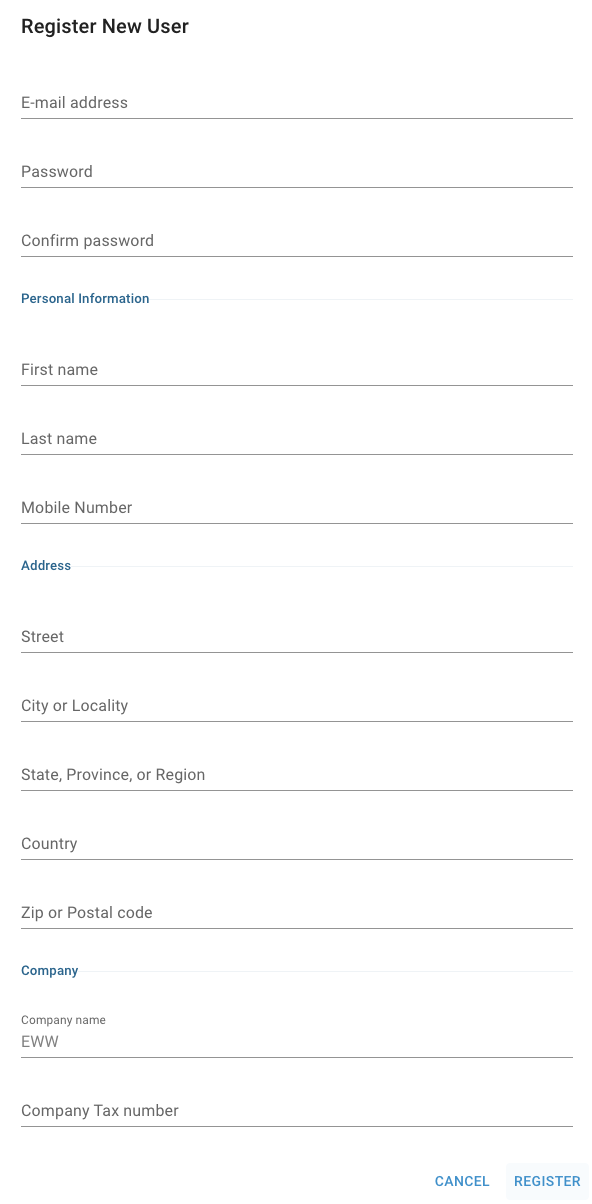 Register New User
E-mail address
Password
Confirm password
Personal Information
First name
Last name
Mobile Number
Address
Street
City or Locality
State, Province, or Region
Country
Zip or Postal code
Company
Company name
EWW
Company Tax number
CANCEL REGISTER